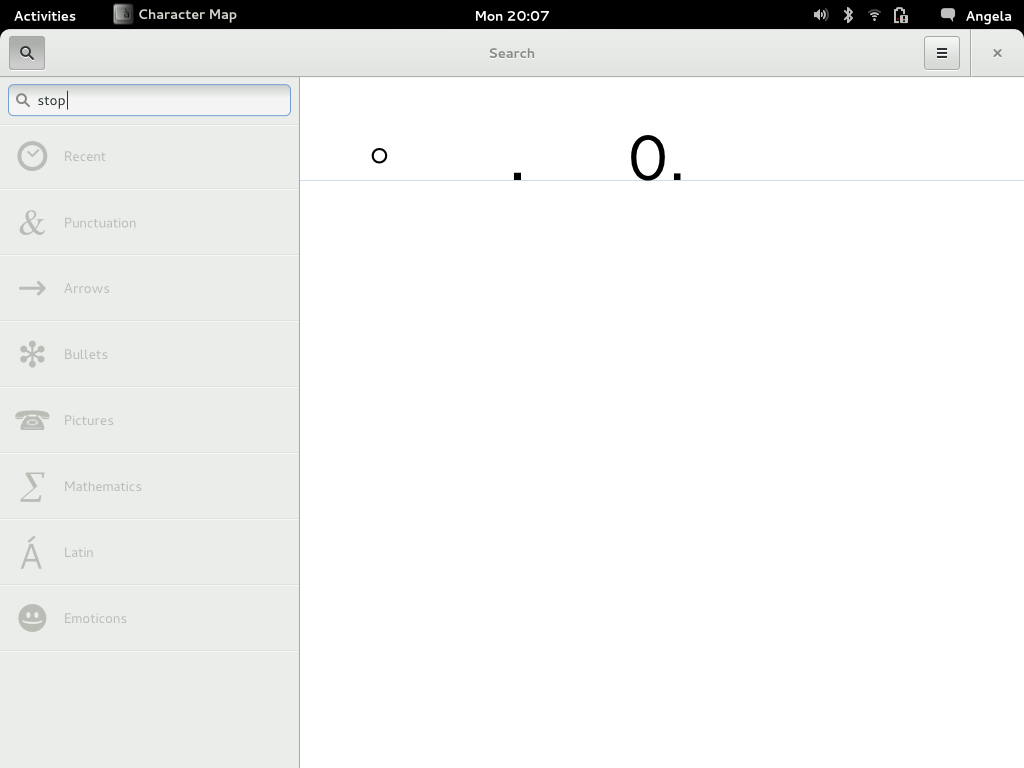 Activities Character Map Mon 20:07 Angela
Search
stop
Recent
Punctuation
Arrows
Bullets
Pictures
Mathematics
Latin
Emoticons
. 0.